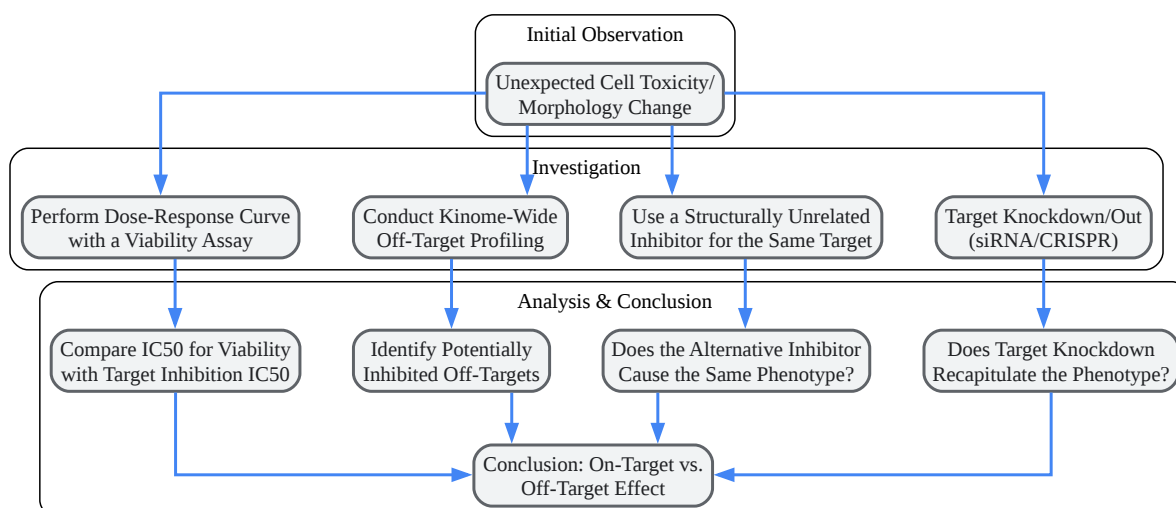 Initial Observation
Unexpected Cell Toxicity/
Morphology Change
Investigation
Perform Dose-Response Curve
with a Viability Assay
Conduct Kinome-Wide
Off-Target Profiling
Use a Structurally Unrelated
Inhibitor for the Same Target
Target Knockdown/Out
(siRNA/CRISPR)
Analysis & Conclusion
Compare IC50 for Viability
with Target Inhibition IC50
Identify Potentially
Inhibited Off-Targets
Does the Alternative Inhibitor
Cause the Same Phenotype?
Does Target Knockdown
Recapitulate the Phenotype?
Conclusion: On-Target vs.
Off-Target Effect